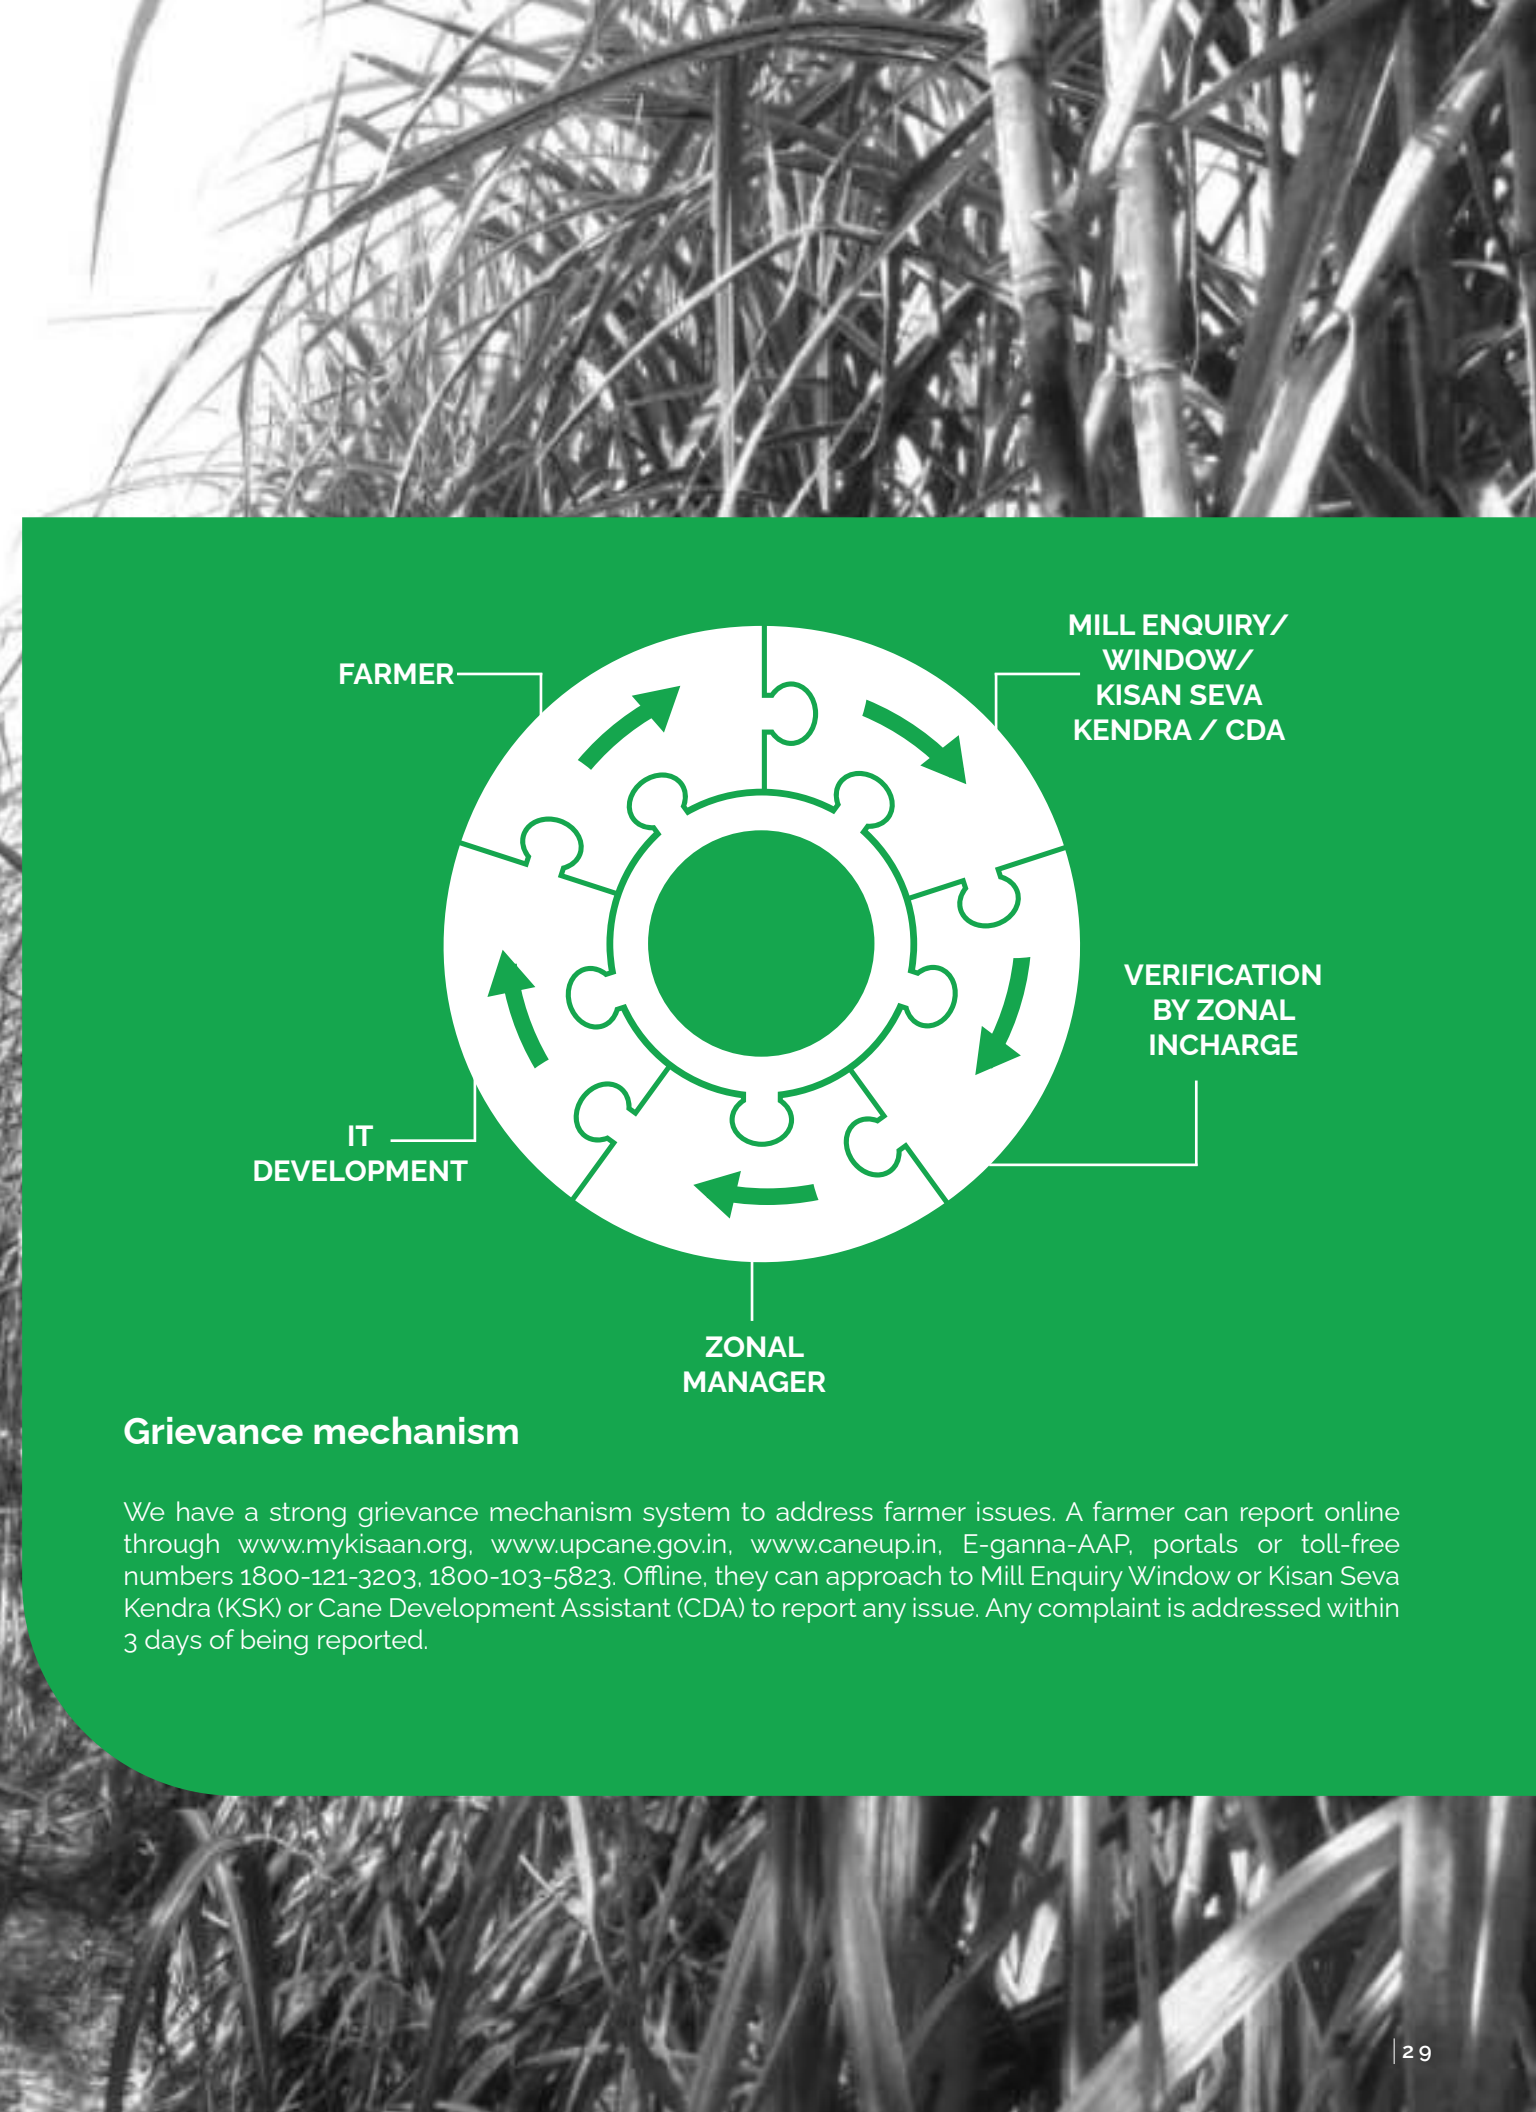 FARMER
MILL ENQUIRY/
WINDOW/
KISAN SEVA
KENDRA / CDA
VERIFICATION
BY ZONAL
INCHARGE
IT
DEVELOPMENT
ZONAL
MANAGER
Grievance mechanism
We have a strong grievance mechanism system to address farmer issues. A farmer can report online
through www.mykisaan.org, www.upcane.gov.in, www.caneup.in, E-ganna-AAP, portals or toll-free
numbers 1800-121-3203, 1800-103-5823. Offline, they can approach to Mill Enquiry Window or Kisan Seva
Kendra (KSK) or Cane Development Assistant (CDA) to report any issue. Any complaint is addressed within
3 days of being reported.
29